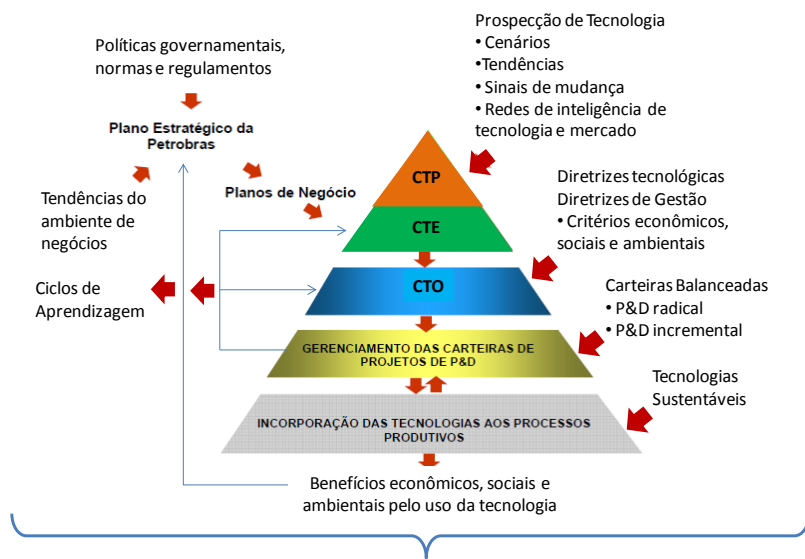 Políticas governamentais,
normas e regulamentos
Plano Estratégico da
Petrobras
Tendências do
ambiente de
negócios
Planos de Negócio
Ciclos de
Aprendizagem
Prospecção de Tecnologia
• Cenários
•Tendências
• Sinais de mudança
• Redes de inteligência de
tecnologia e mercado
CTP
Diretrizes tecnológicas
Diretrizes de Gestão
• Critérios econômicos,
sociais e ambientais
CTE
CTO
Carteiras Balanceadas
• P&D radical
• P&D incremental
GERENCIAMENTO DAS CARTEIRAS DE
PROJETOS DE P&D
Tecnologias
Sustentáveis
INCORPORAÇÃO DAS TECNOLOGIAS AOS PROCESSOS
PRODUTIVOS
Benefícios econômicos, sociais e
ambientais pelo uso da tecnologia